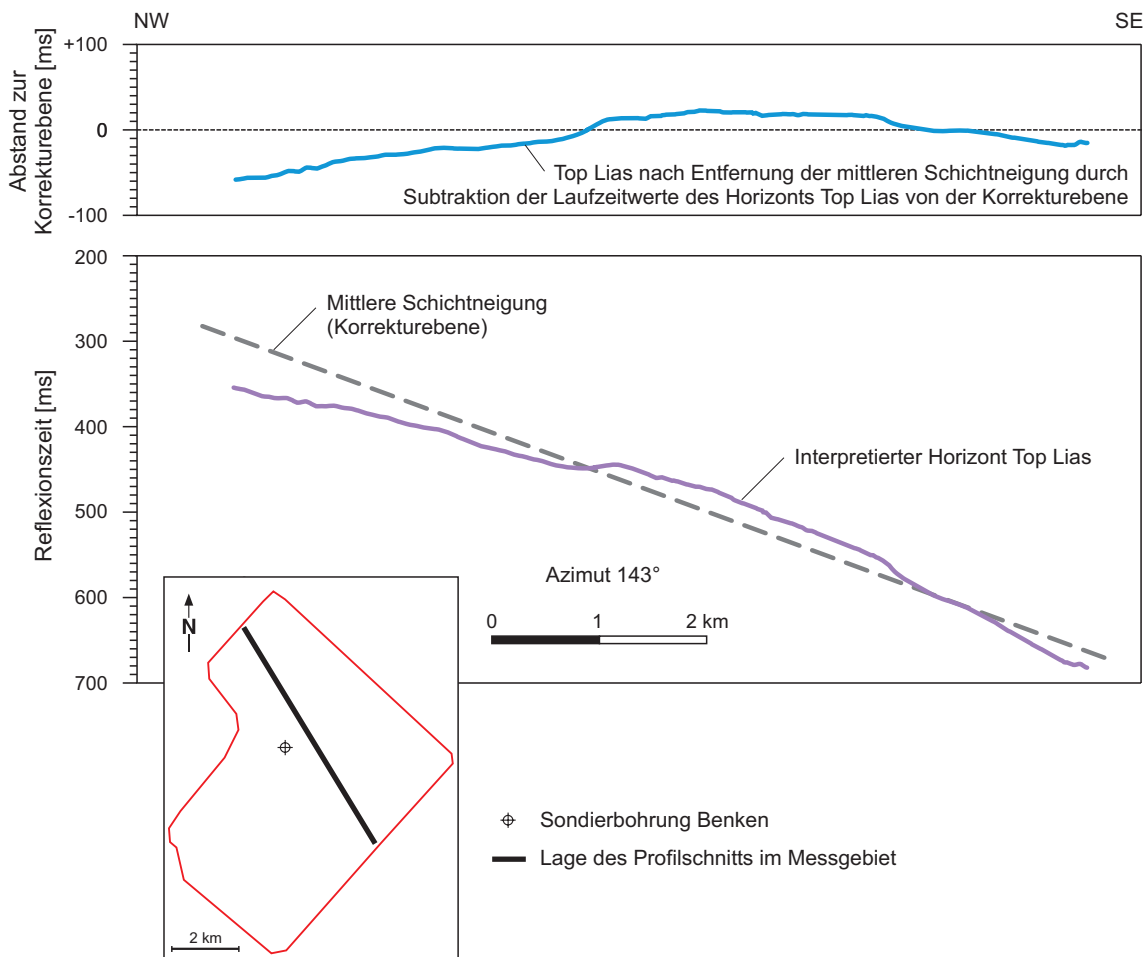 NW
SE
Abstand zur
Korrekturebene [ms]
+100
0
-100
Top Lias nach Entfernung der mittleren Schichtneigung durch
Subtraktion der Laufzeitwerte des Horizonts Top Lias von der Korrekturebene
Reflexionszeit [ms]
200
300
400
500
600
700
Mittlere Schichtneigung
(Korrekturebene)
Interpretierter Horizont Top Lias
Azimut 143°
0
1
2 km
N
2 km
Sondierbohrung Benken
Lage des Profilschnitts im Messgebiet